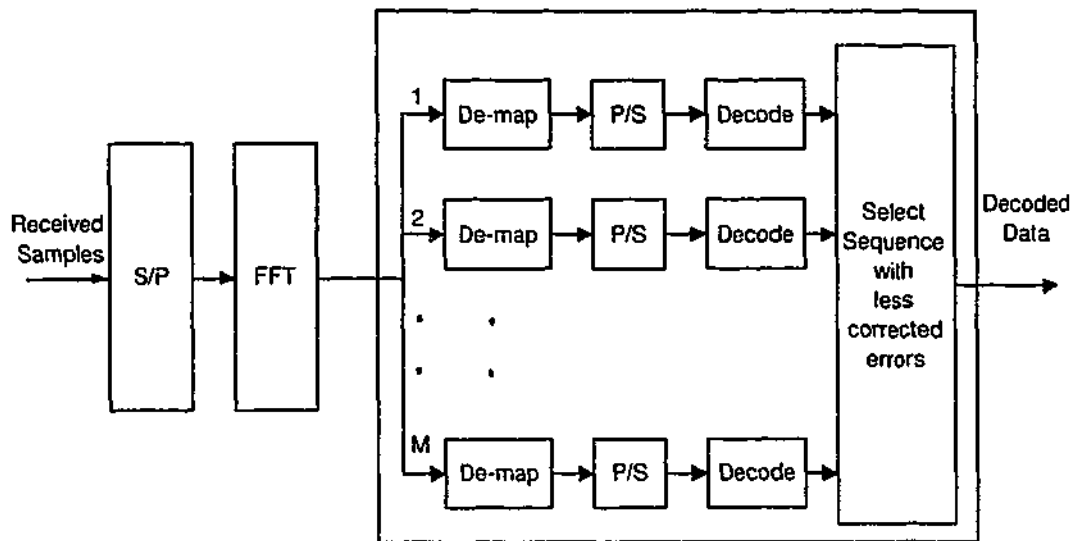 Received
Samples
S/P
FFT
1
De-map
P/S
Decode
2
De-map
P/S
Decode
M
De-map
P/S
Decode
Select
Sequence
with
less
corrected
errors
Decoded
Data